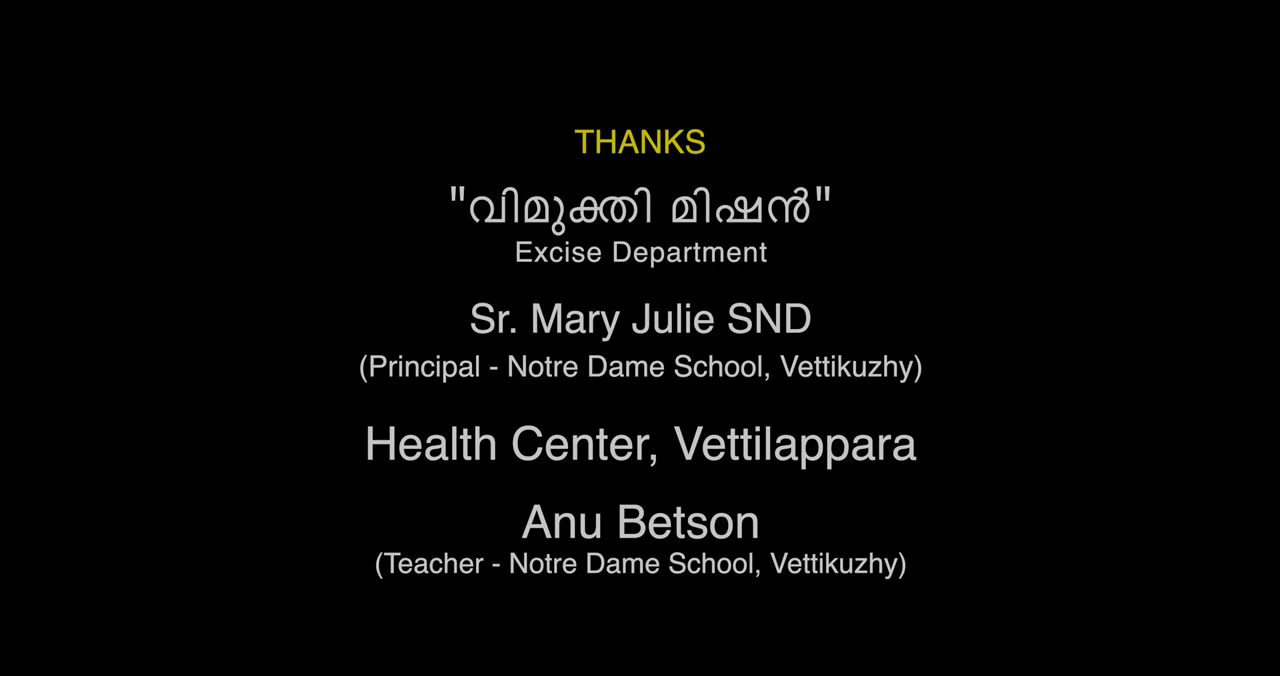 THANKS
"വിമുക്തി മിഷൻ"
Excise Department
Sr. Mary Julie SND
(Principal - Notre Dame School, Vettikuzhy)
Health Center, Vettilappara
Anu Betson
(Teacher - Notre Dame School, Vettikuzhy)